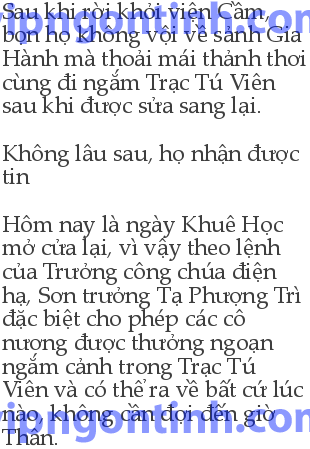 Sau khi rời khỏi viện Cầm,
bọn họ không vội về sảnh Gia
Hành mà thoải mái thảnh thơi
cùng đi ngắm Trạc Tú Viên
sau khi được sửa sang lại.
Không lâu sau, họ nhận được
tin
Hôm nay là ngày Khuê Học
mở cửa lại, vì vậy theo lệnh
của Trưởng công chúa điện
hạ, Sơn trưởng Tạ Phượng Trì
đặc biệt cho phép các cô
nương được thưởng ngoạn
ngắm cảnh trong Trạc Tú
Viên và có thể ra về bất cứ lúc
nào, không cần đợi đến giờ
Thân.